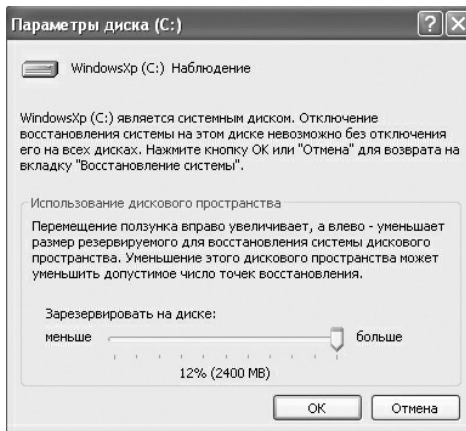 Параметры диска (C:)
WindowsXp (C:) Наблюдение
WindowsXp (C:) является системным диском. Отключение
восстановления системы на этом диске невозможно без отключения
его на всех дисках. Нажмите кнопку ОК или "Отмена" для возврата на
вкладку "Восстановление системы".
Использование дискового пространства
Перемещение ползунка вправо увеличивает, а влево - уменьшает
размер резервируемого для восстановления системы дискового
пространства. Уменьшение этого дискового пространства может
уменьшить допустимое число точек восстановления.
Зарезервировать на диске:
меньше больше
12% (2400 MB)
ОК Отмена